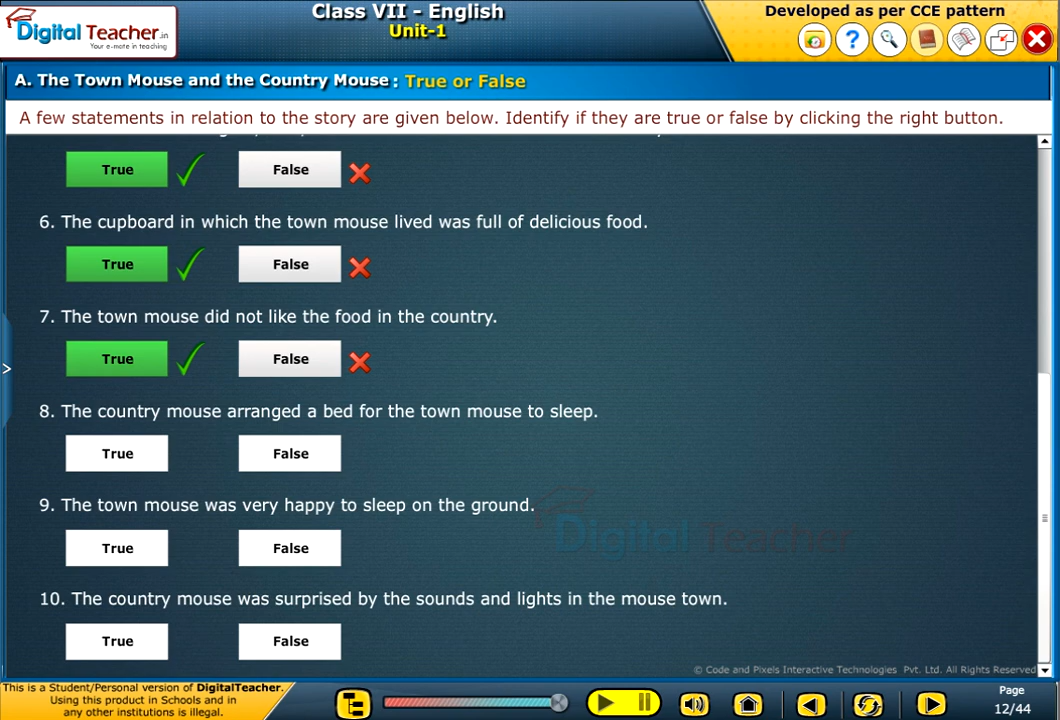 Digital Teacher.in
Your e-mate in teaching
Class VII - English
Unit-1
Developed as per CCE pattern
A. The Town Mouse and the Country Mouse : True or False
A few statements in relation to the story are given below. Identify if they are true or false by clicking the right button.
True False
6. The cupboard in which the town mouse lived was full of delicious food.
True False
7. The town mouse did not like the food in the country.
True False
8. The country mouse arranged a bed for the town mouse to sleep.
True False
9. The town mouse was very happy to sleep on the ground.
Digital Teacher
True False
10. The country mouse was surprised by the sounds and lights in the mouse town.
True False
© Code and Pixels Interactive Technologies Pvt. Ltd. All Rights Reserved
This is a Student/Personal version of DigitalTeacher.
Using this product in Schools and in
any other institutions is illegal.
Page
12/44